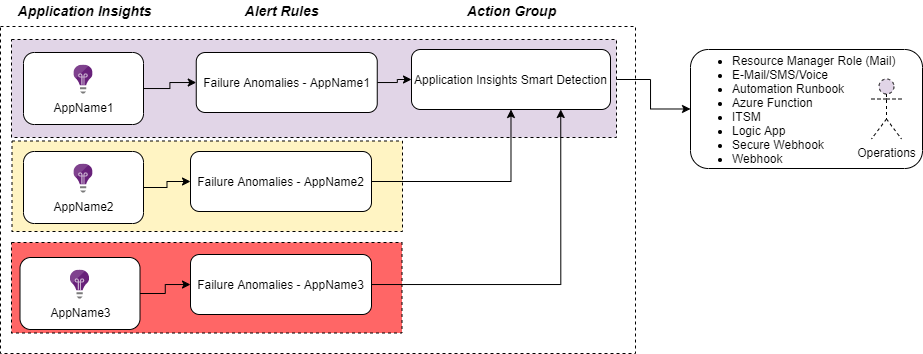 Application Insights
Alert Rules
Action Group
AppName1
Failure Anomalies - AppName1
Application Insights Smart Detection
AppName2
Failure Anomalies - AppName2
AppName3
Failure Anomalies - AppName3
Resource Manager Role (Mail)
E-Mail/SMS/Voice
Automation Runbook
Azure Function
ITSM
Logic App
Secure Webhook
Webhook
Operations